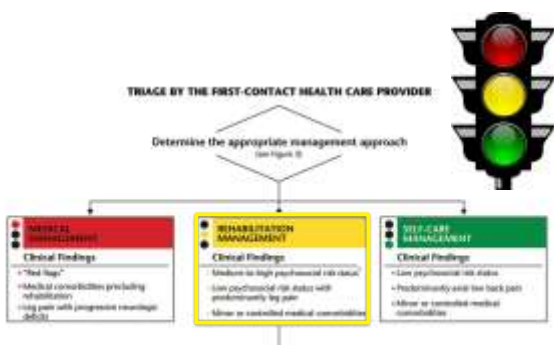 TRIAGE BY THE FIRST-CONTACT HEALTH CARE PROVIDER
Determine the appropriate management approach
(see Figure 3)
MEDICAL
MANAGEMENT
Clinical Findings
• "Red flags"
• Medical comorbidities precluding
rehabilitation
• Leg pain with progressive neurologic
deficits
REHABILITATION
MANAGEMENT
Clinical Findings
• Medium-to-high psychosocial risk status
• Low psychosocial risk status with
predominantly leg pain
• Minor or controlled medical comorbidities
SELF-CARE
MANAGEMENT
Clinical Findings
• Low psychosocial risk status
• Predominantly axial low back pain
• Minor or controlled medical
comorbidities